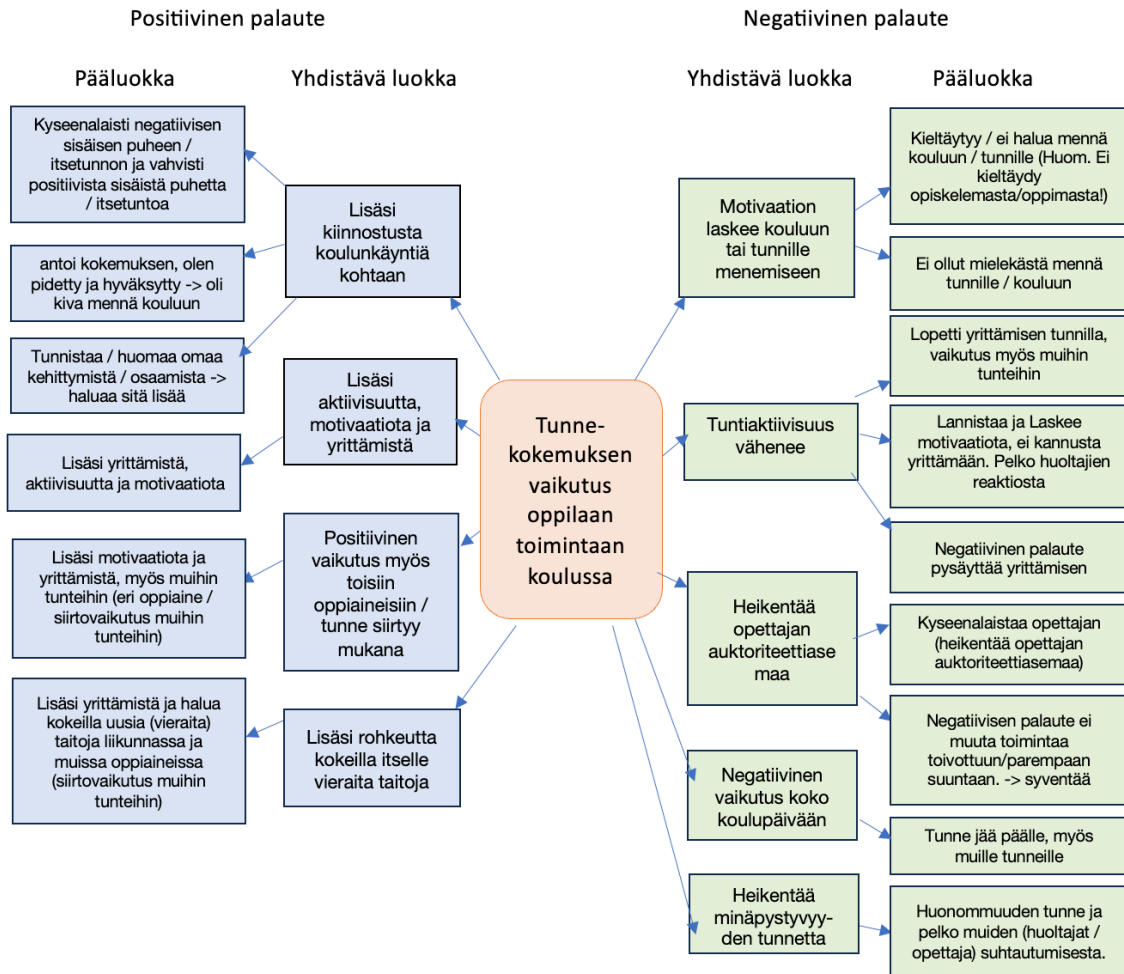 Positiivinen palaute
Negatiivinen palaute
Pääluokka
Yhdistävä luokka
Yhdistävä luokka
Pääluokka
Kyseenalaisti negatiivisen
sisäisen puheen /
itsetunnon ja vahvisti
positiivista sisäistä puhetta
/ itsetuntoa
antoi kokemuksen, olen
pidetty ja hyväksytty -> oli
kiva mennä kouluun
Tunnistaa / huomaa omaa
kehittymistä / osaamista ->
haluaa sitä lisää
Lisäsi yrittämistä,
aktiivisuutta ja motivaatiota
Lisäsi motivaatiota ja
yrittämistä, myös muihin
tunteihin (eri oppiaine /
siirtovaikutus muihin
tunteihin)
Lisäsi yrittämistä ja halua
kokeilla uusia (vieraita)
taitoja liikunnassa ja
muissa oppiaineissa
(siirtovaikutus muihin
tunteihin)
Lisäsi
kiinnostusta
koulunkäyntiä
kohtaan
Lisäsi
aktiivisuutta,
motivaatiota ja
yrittämistä
Positiivinen
vaikutus myös
toisiin
oppiaineisiin /
tunne siirtyy
mukana
Lisäsi rohkeutta
kokeilla itselle
vieraita taitoja
Tunne-
kokemuksen
vaikutus
oppilaan
toimintaan
koulussa
Motivaation
laskee kouluun
tai tunnille
menemiseen
Tuntiaktiivisuus
vähenee
Heikentää
opettajan
auktoriteettiase
maa
Negatiivinen
vaikutus koko
koulupäivään
Heikentää
minäpystyvyy-
den tunnetta
Kieltäytyy / ei halua mennä
kouluun / tunnille (Huom. Ei
kieltäydy
opiskelemasta/oppimasta!)
Ei ollut mielekästä mennä
tunnille / kouluun
Lopetti yrittämisen tunnilla,
vaikutus myös muihin
tunteihin
Lannistaa ja Laskee
motivaatiota, ei kannusta
yrittämään. Pelko huoltajien
reaktiosta
Negatiivinen palaute
pysäyttää yrittämisen
Kyseenalaistaa opettajan
(heikentää opettajan
auktoriteettiasemaa)
Negatiivisen palaute ei
muuta toimintaa
toivottuun/parempaan
suuntaan. -> syventää
Tunne jää päälle, myös
muille tunneille
Huonommuuden tunne ja
pelko muiden (huoltajat /
opettaja) suhtautumisesta.